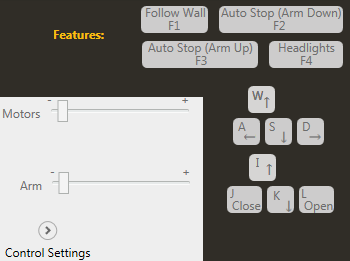 Follow Wall
F1
Auto Stop (Arm Down)
F2
Features:
Auto Stop (Arm Up)
F3
Headlights
F4
- +
Motors
W↑
A ←
S ↓
D →
I ↑
- +
Arm
J
Close
K ↓
L
Open
Control Settings